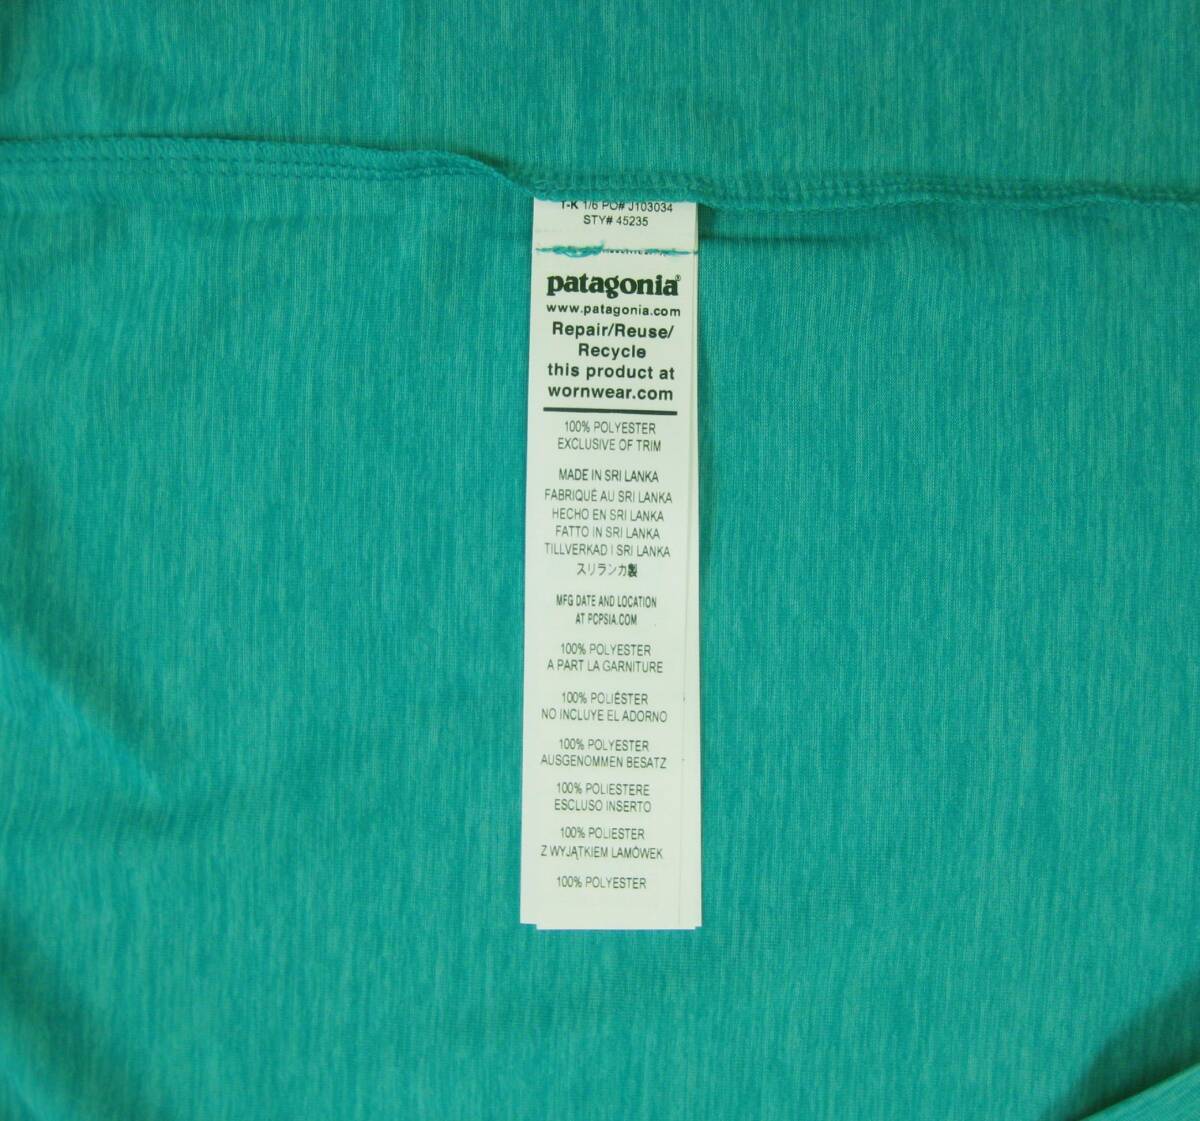 T-K 1/6 PO# J103034
STY# 45235
patagonia®
www.patagonia.com
Repair/Reuse/
Recycle
this product at
wornwear.com
100% POLYESTER
EXCLUSIVE OF TRIM
MADE IN SRI LANKA
FABRIQUÉ AU SRI LANKA
HECHO EN SRI LANKA
FATTO IN SRI LANKA
TILLVERKAD I SRI LANKA
スリランカ製
MFG DATE AND LOCATION
AT PCPSIA.COM
100% POLYESTER
A PART LA GARNITURE
100% POLIÉSTER
NO INCLUYE EL ADORNO
100% POLYESTER
AUSGENOMMEN BESATZ
100% POLIESTERE
ESCLUSO INSERTO
100% POLIESTER
Z WYJĄTKIEM LAMÓWEK
100% POLYESTER